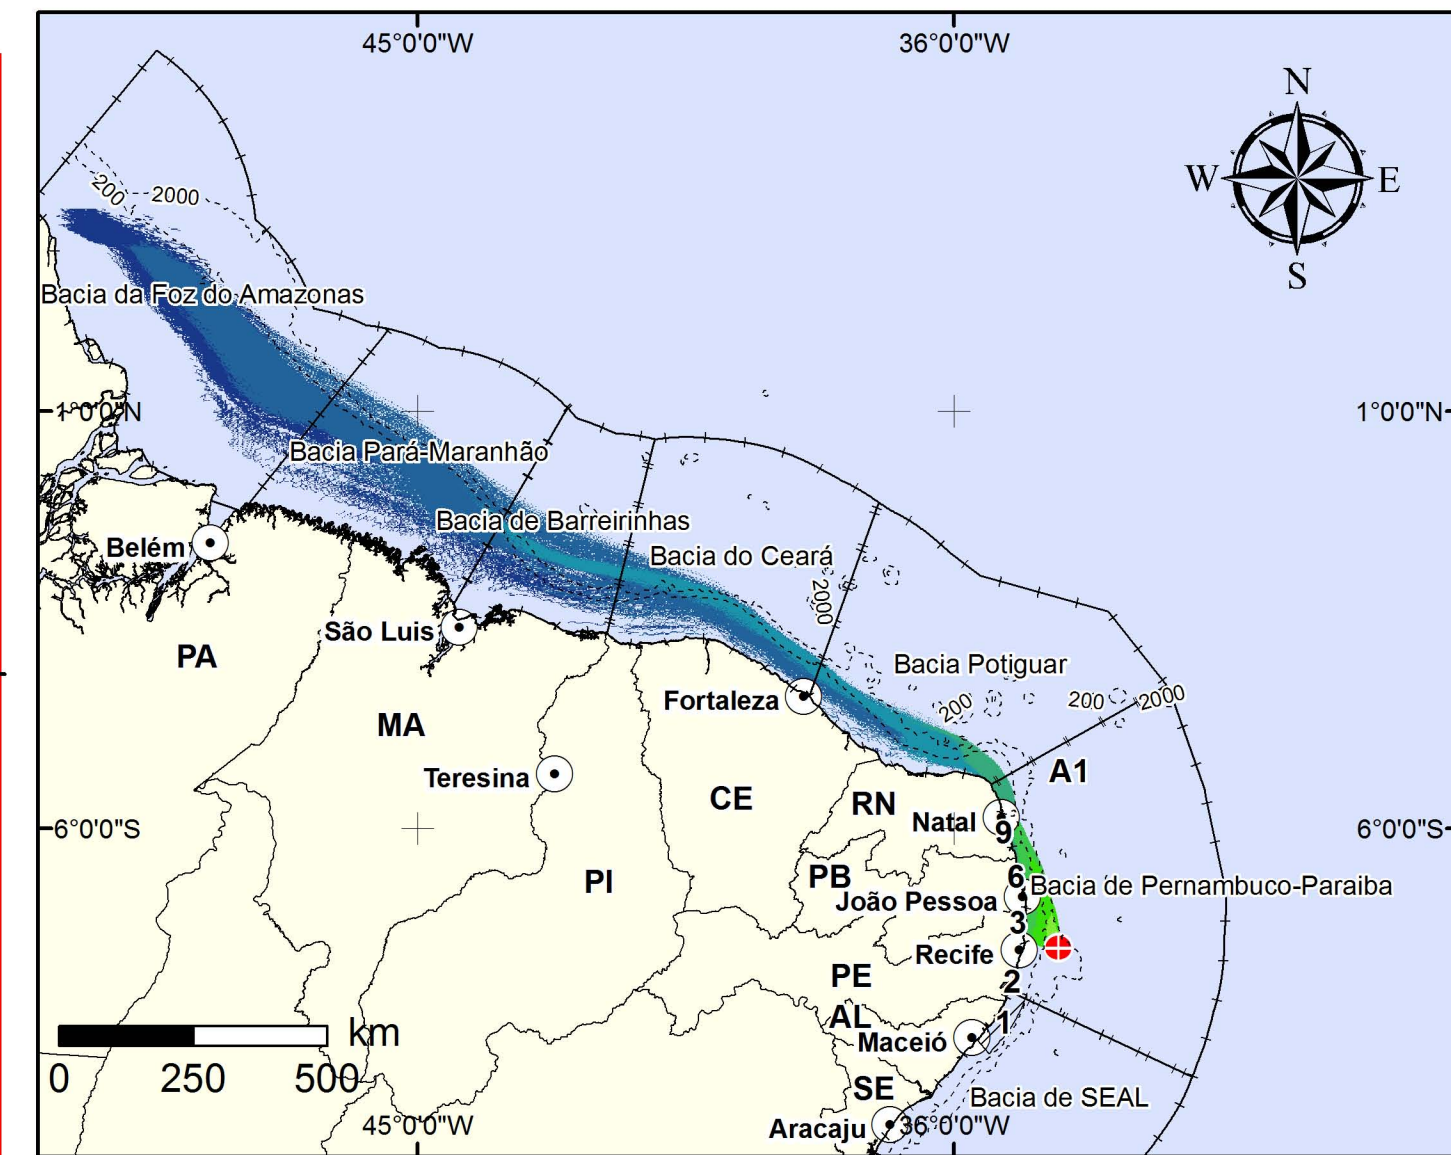 45°0'0"W
36°0'0"W
N
W
E
S
200
2000
Bacia da Foz do Amazonas
1°0'0"N
1°0'0"N
Bacia Pará-Maranhão
Bacia de Barreirinhas
Belém
Bacia do Ceará
2000
São Luis
PA
Bacia Potiguar
Fortaleza
200
200
2000
MA
A1
Teresina
CE
RN
Natal
9
6°0'0"S
6°0'0"S
PI
PB
6
Bacia de Pernambuco-Paraiba
João Pessoa
3
Recife
PE
2
AL
1
km
Maceió
0
250
500
SE
Bacia de SEAL
45°0'0"W
Aracaju
36°0'0"W